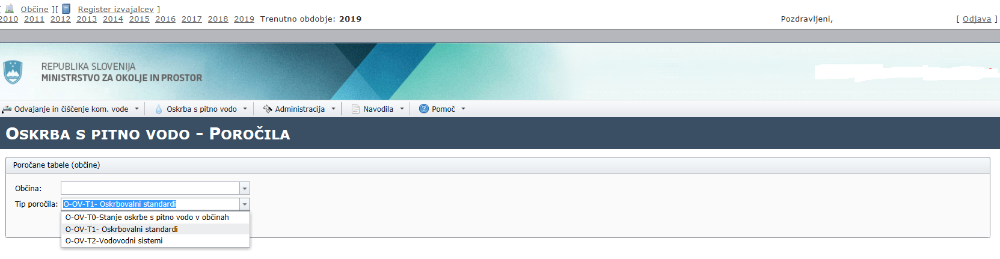 [ Občine ][ Register izvajalcev ]
2010 2011 2012 2013 2014 2015 2016 2017 2018 2019 Trenutno obdobje: 2019 Pozdravljeni, [ Odjava ]
REPUBLIKA SLOVENIJA
MINISTRSTVO ZA OKOLJE IN PROSTOR
Odvajanje in čiščenje kom. vode Oskrba s pitno vodo Administracija Navodila Pomoč
OSKRBA S PITNO VODO - POROČILA
Poročane tabele (občine)
Občina:
Tip poročila: O-OV-T1- Oskrbovalni standardi
O-OV-T0-Stanje oskrbe s pitno vodo v občinah
O-OV-T1- Oskrbovalni standardi
O-OV-T2-Vodovodni sistemi